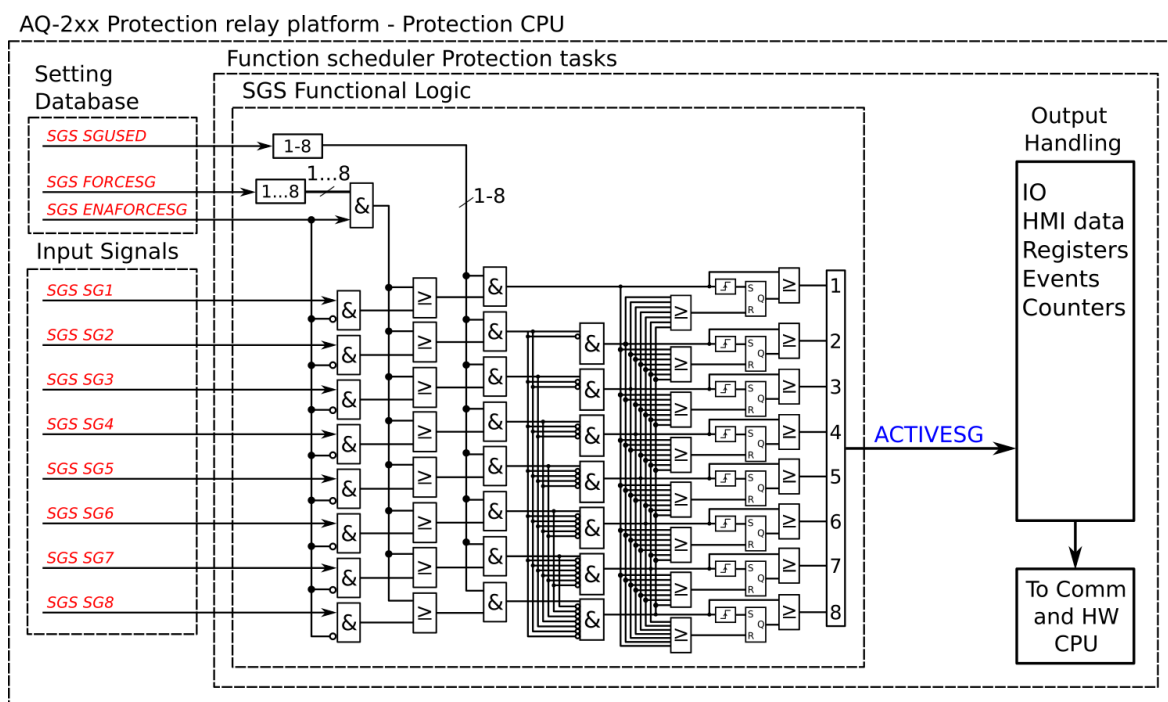 AQ-2xx Protection relay platform - Protection CPU
Function scheduler Protection tasks
Setting
Database
SGS Functional Logic
SGS SGUSED
1-8
SGS FORCESG
1...8
1...8
&
1-8
SGS ENAFORCESG
Input Signals
SGS SG1
SGS SG2
SGS SG3
SGS SG4
SGS SG5
SGS SG6
SGS SG7
SGS SG8
& & & & & & & &
≥ ≥ ≥ ≥ ≥ ≥ ≥ ≥
& & & & & & & &
& & & & & & &
≥ ≥ ≥ ≥ ≥ ≥ ≥ ≥
S Q R
S Q R
S Q R
S Q R
S Q R
S Q R
S Q R
S Q R
≥ ≥ ≥ ≥ ≥ ≥ ≥ ≥
1
2
3
4
5
6
7
8
ACTIVESG
Output
Handling
IO
HMI data
Registers
Events
Counters
To Comm
and HW
CPU